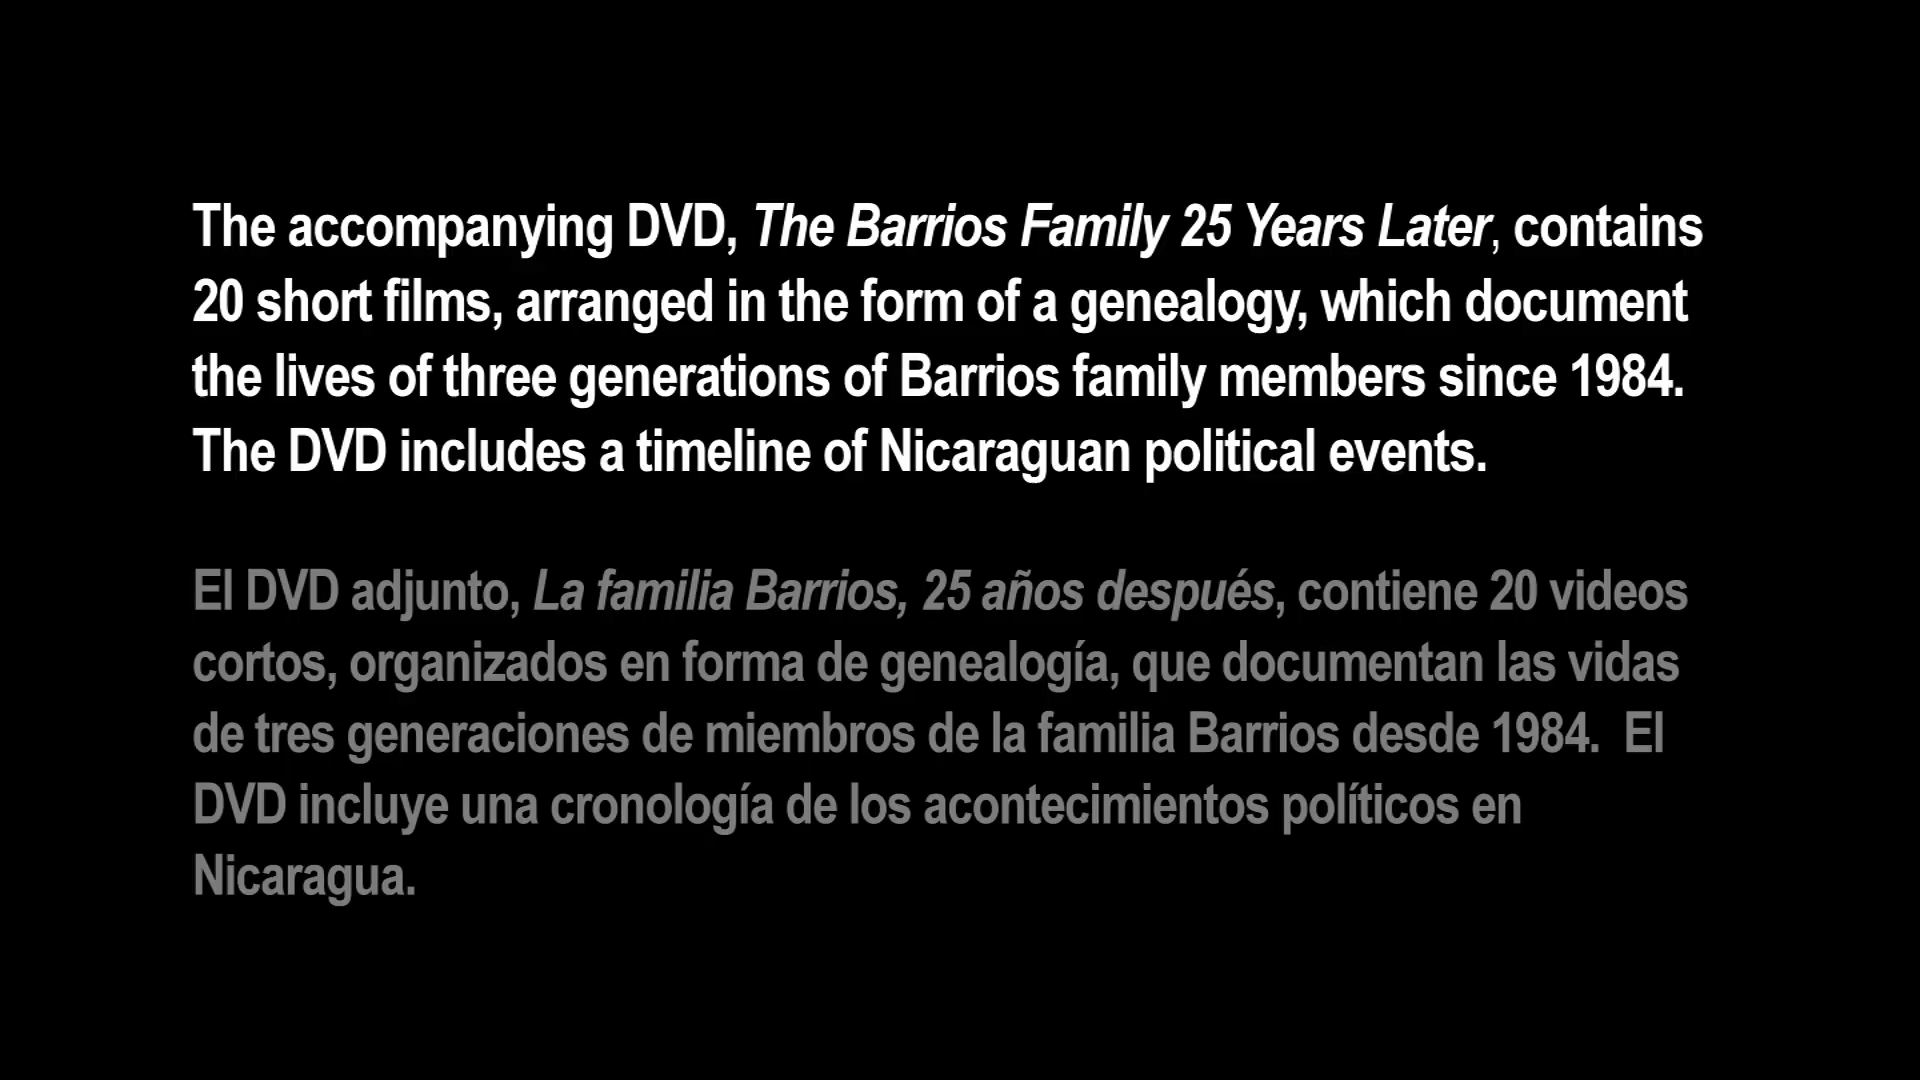 The accompanying DVD, The Barrios Family 25 Years Later, contains
20 short films, arranged in the form of a genealogy, which document
the lives of three generations of Barrios family members since 1984.
The DVD includes a timeline of Nicaraguan political events.
El DVD adjunto, La familia Barrios, 25 años después, contiene 20 videos
cortos, organizados en forma de genealogía, que documentan las vidas
de tres generaciones de miembros de la familia Barrios desde 1984.  El
DVD incluye una cronología de los acontecimientos políticos en
Nicaragua.